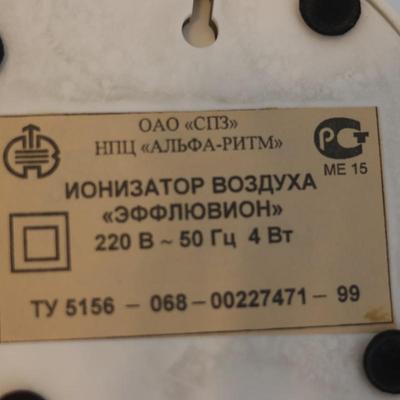 ОАО «СПЗ»
НПЦ «АЛЬФА-РИТМ»
РСТ
МЕ 15
ИОНИЗАТОР ВОЗДУХА
«ЭФФЛЮВИОН»
220 В ~ 50 Гц 4 Вт
ТУ 5156 – 068 – 00227471 – 99